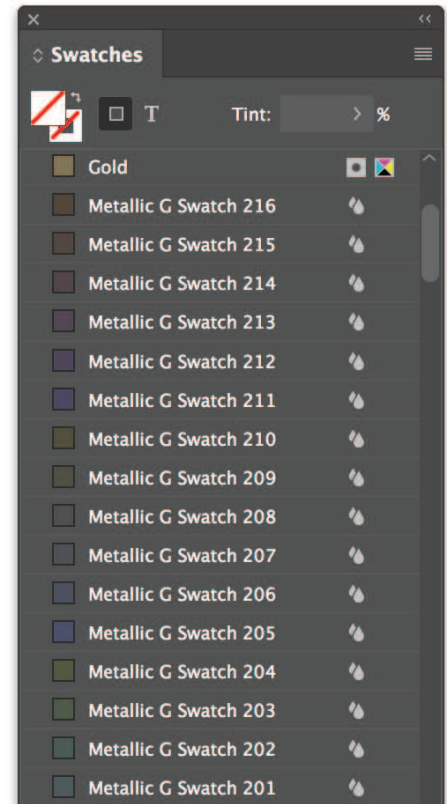 Swatches
T Tint: %
Gold
Metallic G Swatch 216
Metallic G Swatch 215
Metallic G Swatch 214
Metallic G Swatch 213
Metallic G Swatch 212
Metallic G Swatch 211
Metallic G Swatch 210
Metallic G Swatch 209
Metallic G Swatch 208
Metallic G Swatch 207
Metallic G Swatch 206
Metallic G Swatch 205
Metallic G Swatch 204
Metallic G Swatch 203
Metallic G Swatch 202
Metallic G Swatch 201